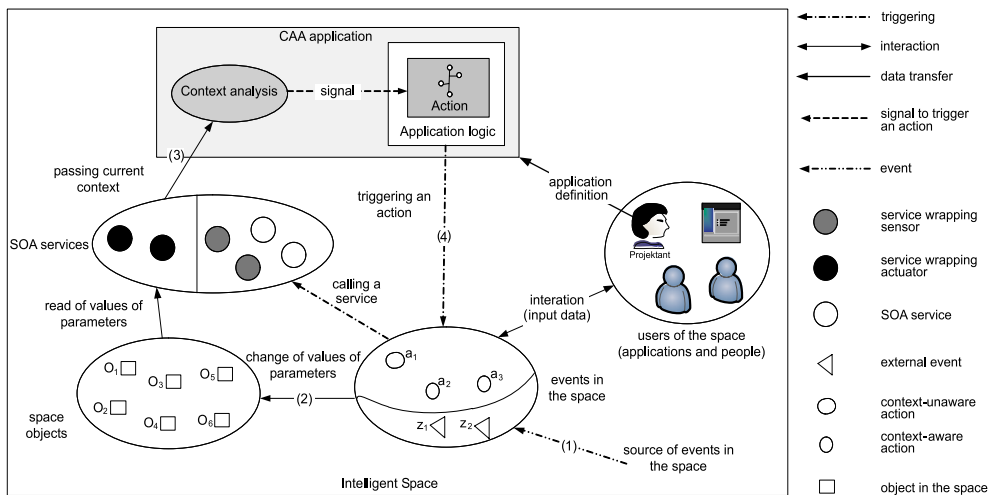 CAA application
Context analysis
signal
Action
Application logic
(3)
passing current
context
triggering an
action
(4)
application
definition
SOA services
Projektant
calling a
service
interation
(input data)
users of the space
(applications and people)
read of values of
parameters
change of values of
parameters
(2)
O1
O2
O3
O4
O5
O6
space
objects
a1
a2
a3
z1
z2
events in
the space
(1)
source of events in
the space
Intelligent Space
triggering
interaction
data transfer
signal to trigger
an action
event
service wrapping
sensor
service wrapping
actuator
SOA service
external event
context-unaware
action
context-aware
action
object in the space